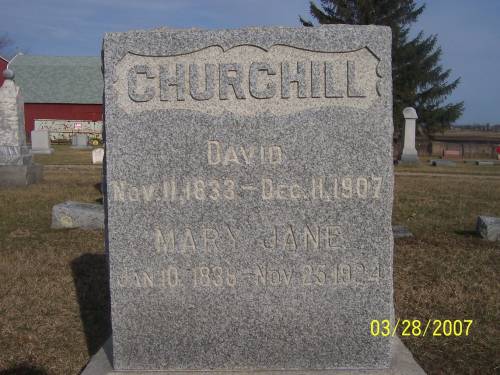 CHURCHILL
DAVID
NOV. 11, 1833 - DEC. 11, 1907
MARY JANE
JAN 10, 1838 - NOV 25 1924
03/28/2007